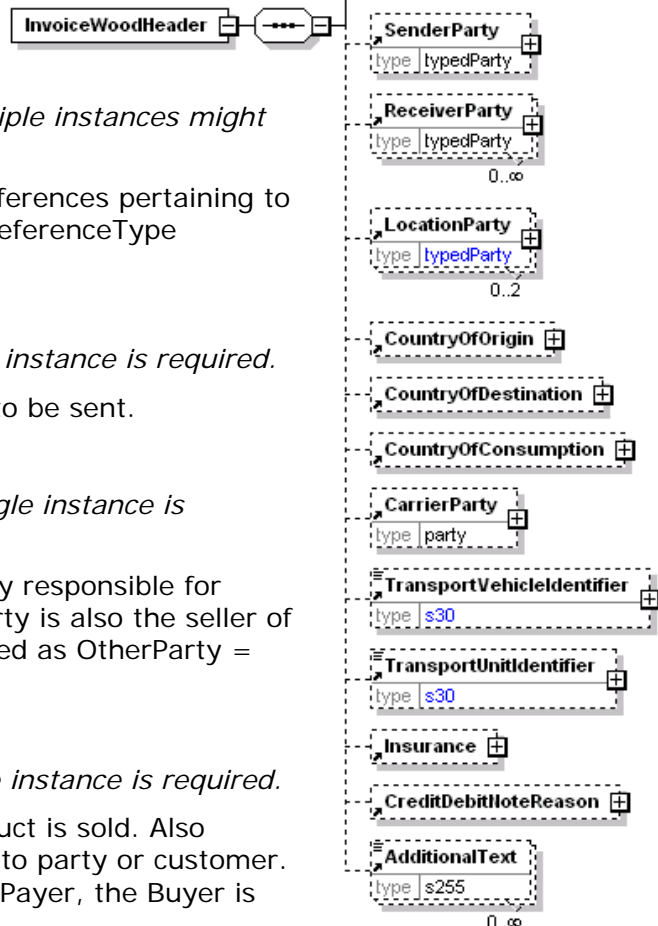 InvoiceWoodHeader
iple instances might
ferences pertaining to
eferenceType
instance is required.
to be sent.
gle instance is
y responsible for
rty is also the seller of
ed as OtherParty =
e instance is required.
uct is sold. Also
to party or customer.
Payer, the Buyer is
SenderParty
type typedParty
ReceiverParty
type typedParty
0..∞
LocationParty
type typedParty
0..2
CountryOfOrigin
CountryOfDestination
CountryOfConsumption
CarrierParty
type party
TransportVehicleIdentifier
type s30
TransportUnitIdentifier
type s30
Insurance
CreditDebitNoteReason
AdditionalText
type s255
0..∞